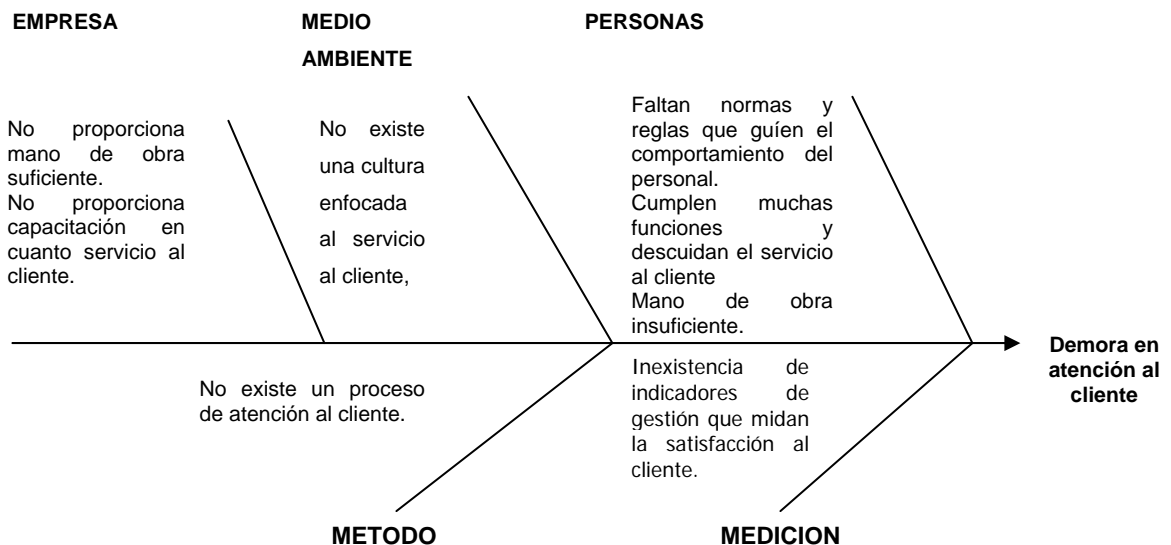 EMPRESA
MEDIO
AMBIENTE
PERSONAS
No proporciona
mano de obra
suficiente.
No proporciona
capacitación en
cuanto servicio al
cliente.
No existe
una cultura
enfocada
al servicio
al cliente,
Faltan normas y
reglas que guíen el
comportamiento del
personal.
Cumplen muchas
funciones y
descuidan el servicio
al cliente
Mano de obra
insuficiente.
Demora en
atención al
cliente
No existe un proceso
de atención al cliente.
Inexistencia de
indicadores de
gestión que midan
la satisfacción al
cliente.
METODO
MEDICION